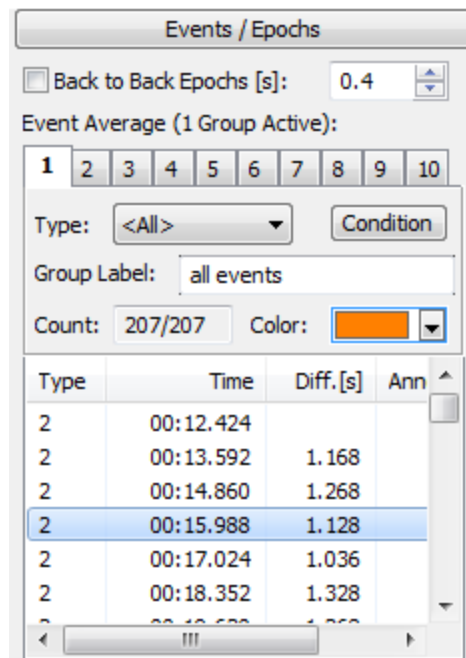 Events / Epochs
Back to Back Epochs [s]: 0.4
Event Average (1 Group Active):
1 2 3 4 5 6 7 8 9 10
Type: <All> Condition
Group Label: all events
Count: 207/207 Color:
Type Time Diff.[s] Ann
2 00:12.424
2 00:13.592 1.168
2 00:14.860 1.268
2 00:15.988 1.128
2 00:17.024 1.036
2 00:18.352 1.328